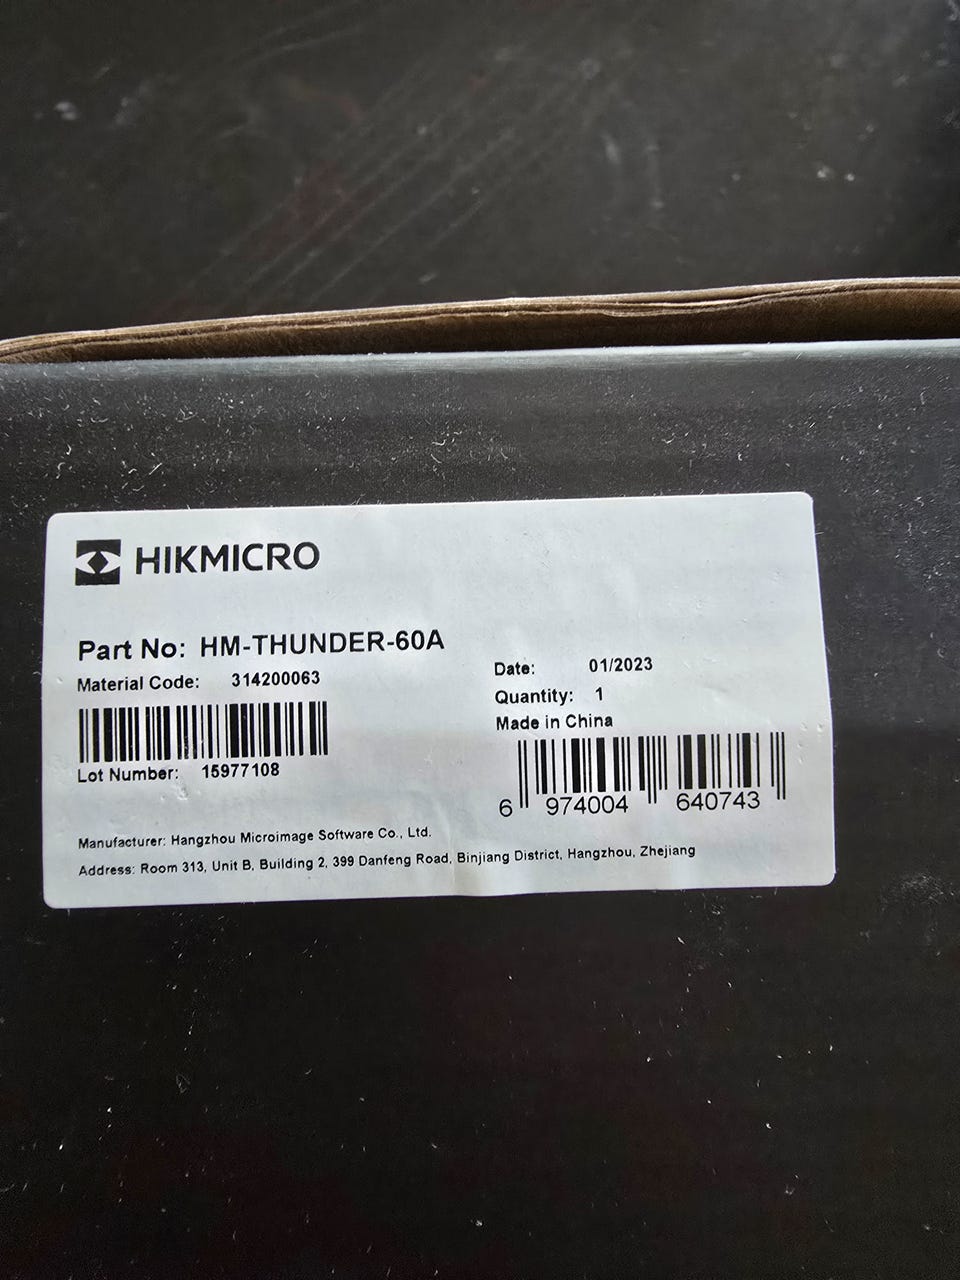 HIKMICRO
Part No: HM-THUNDER-60A
Material Code: 314200063
Lot Number: 15977108
Date: 01/2023
Quantity: 1
Made in China
6 974004 640743
Manufacturer: Hangzhou Microimage Software Co., Ltd.
Address: Room 313, Unit B, Building 2, 399 Danfeng Road, Binjiang District, Hangzhou, Zhejiang